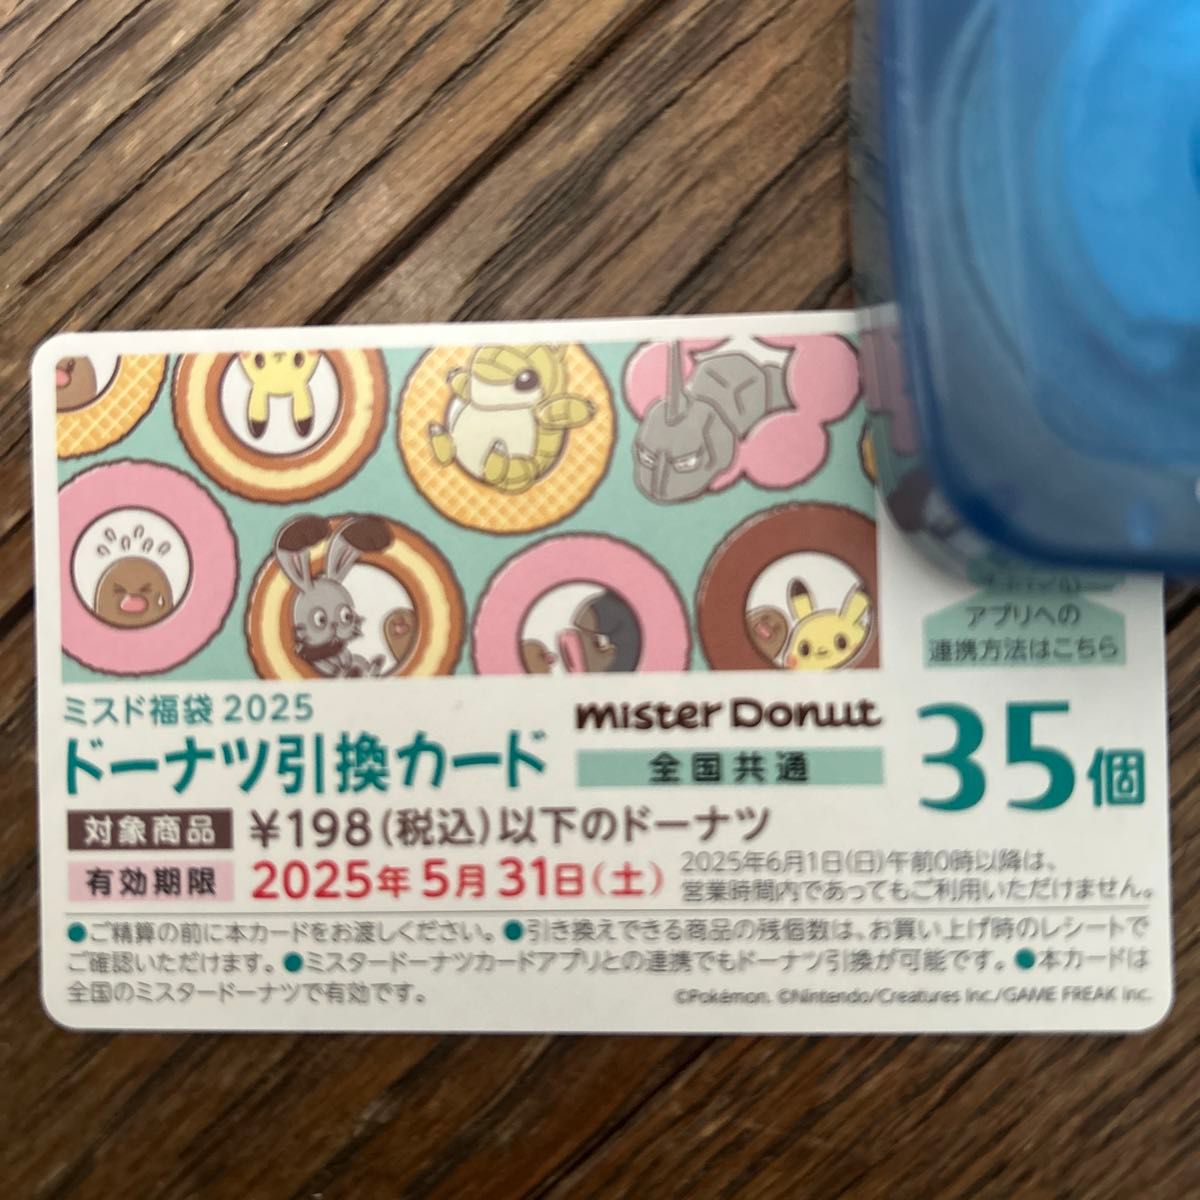 アプリへの
連携方法はこちら
ミスド福袋 2025
ドーナツ引換カード
mister Donut
全国共通
35個
対象商品 ¥198(税込)以下のドーナツ
有効期限 2025年5月31日(土)
2025年6月1日(日)午前0時以降は、
営業時間内であってもご利用いただけません。
●ご精算の前に本カードをお渡しください。●引き換えできる商品の残個数は、お買い上げ時のレシートで
ご確認いただけます。●ミスタードーナツカードアプリとの連携でもドーナツ引換が可能です。●本カードは
全国のミスタードーナツで有効です。
©Pokémon. ©Nintendo/Creatures Inc./GAME FREAK inc.